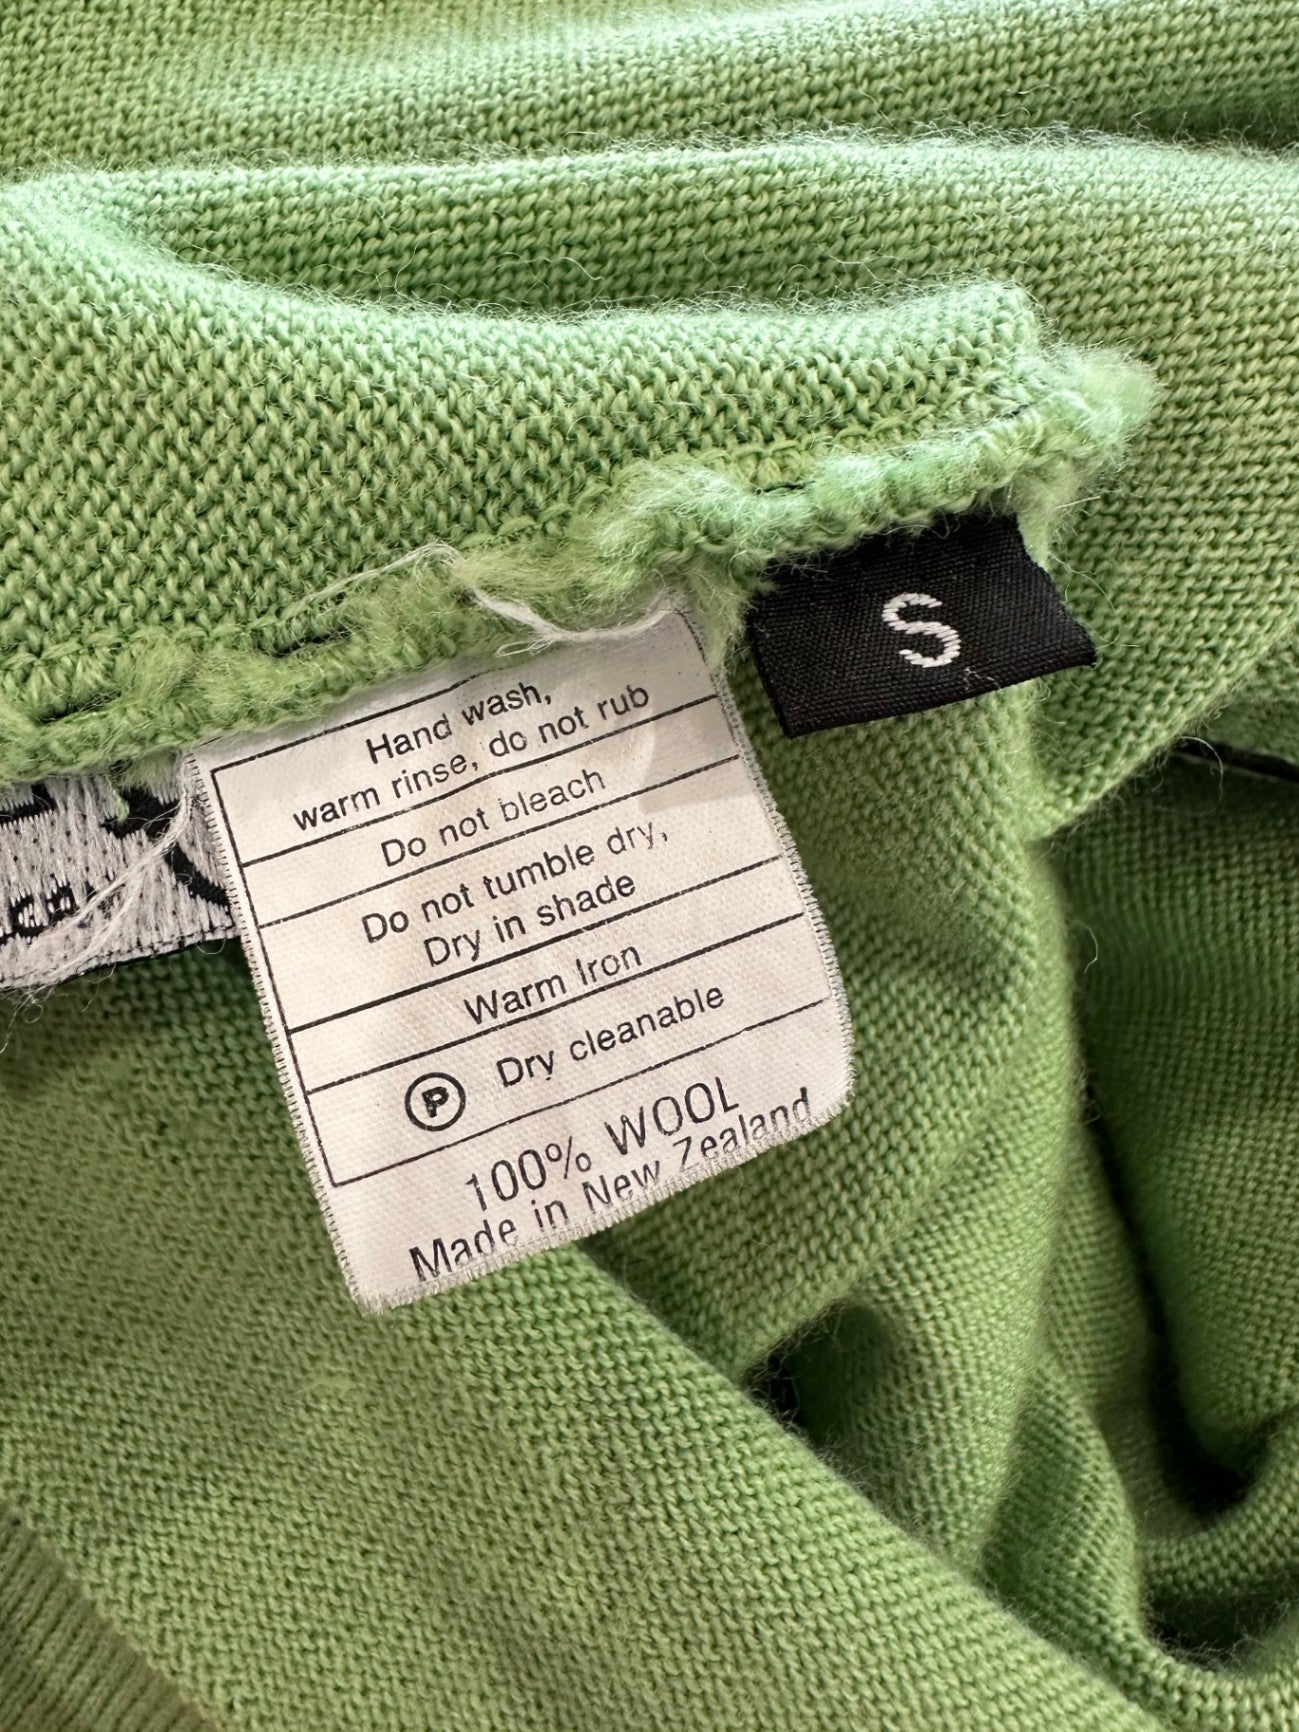 S
Hand wash,
warm rinse, do not rub
Do not bleach
Do not tumble dry,
Dry in shade
Warm Iron
P Dry cleanable
100% WOOL
Made in New Zealand